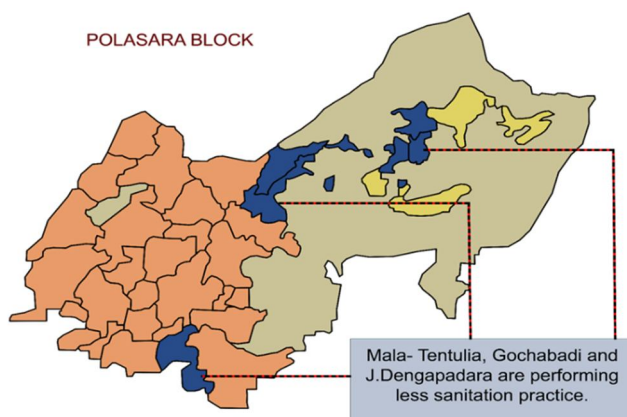 POLASARA BLOCK
Mala- Tentulia, Gochabadi and
J.Dengapadara are performing
less sanitation practice.